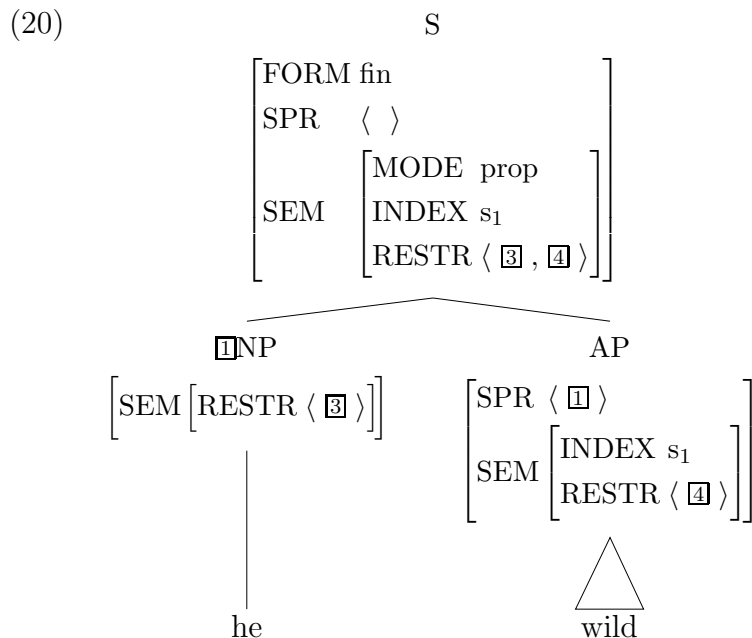 (20)
S
FORM fin
SPR ⟨ ⟩
SEM
MODE prop
INDEX s₁
RESTR ⟨ 3 , 4 ⟩
1NP
SEM [RESTR ⟨ 3 ⟩]
AP
SPR ⟨ 1 ⟩
SEM
INDEX s₁
RESTR ⟨ 4 ⟩
he
wild